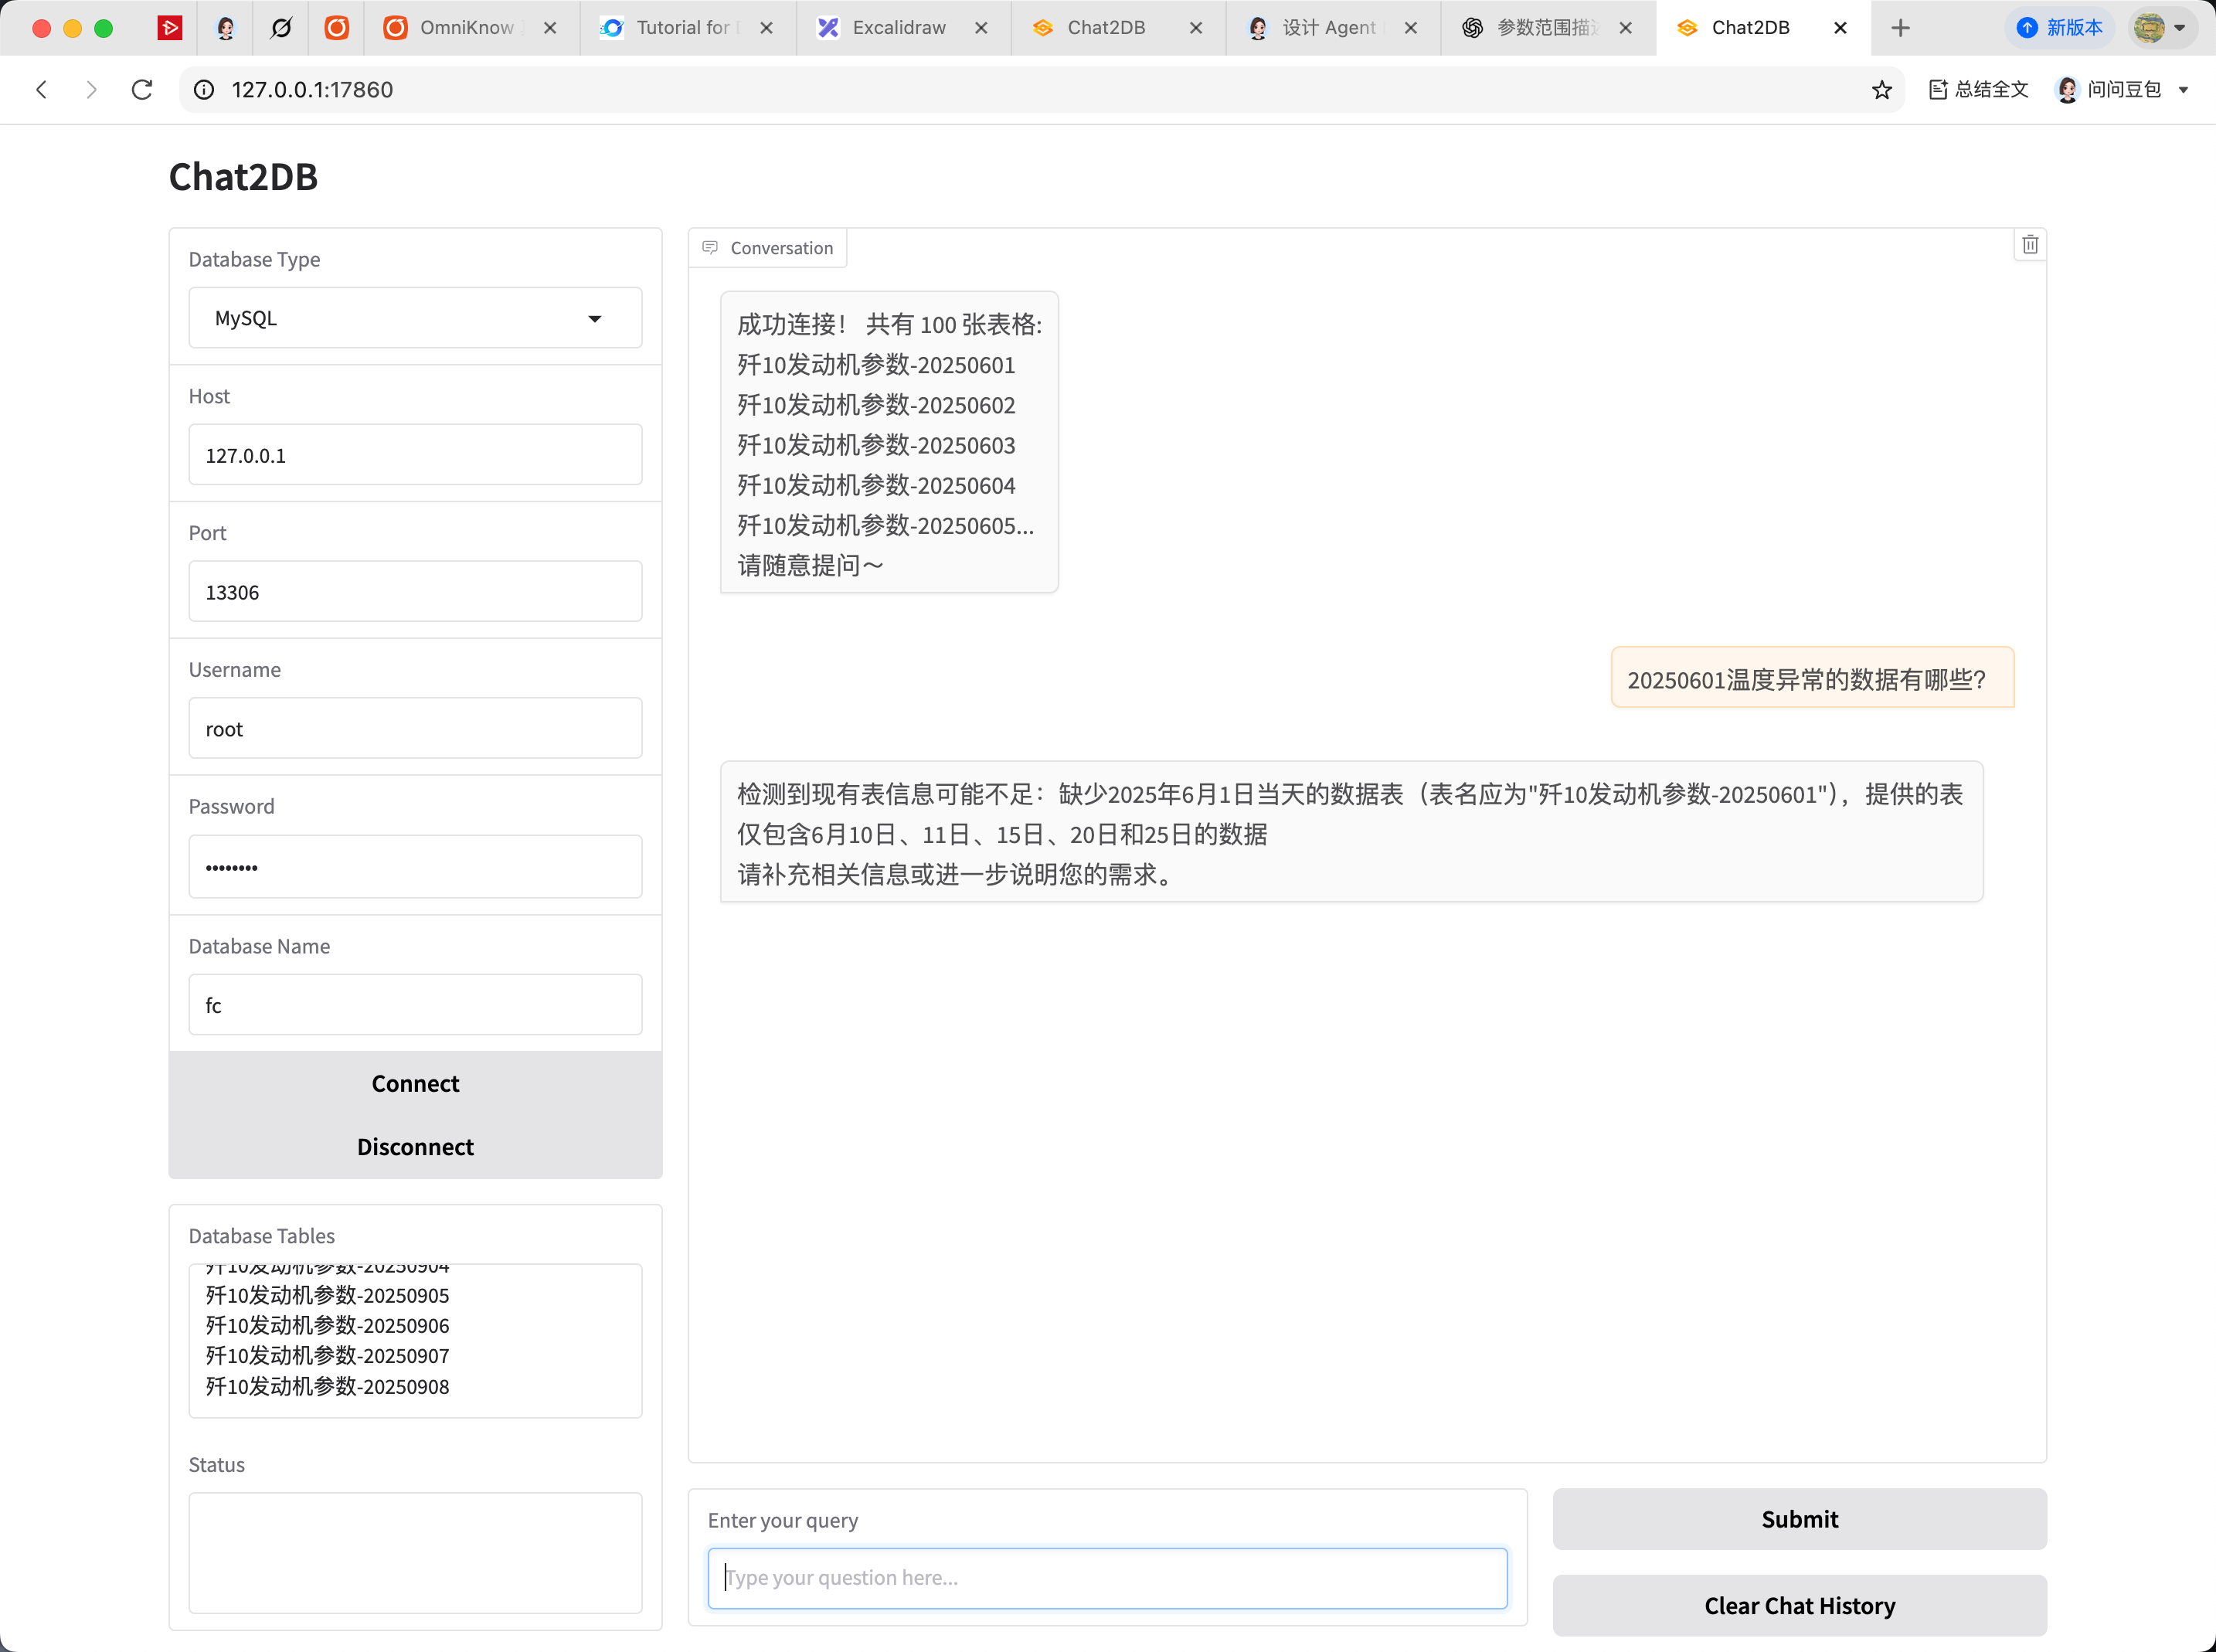 OmniKnow
Tutorial for
Excalidraw
Chat2DB
设计 Agent
参数范围描
Chat2DB
新版本
127.0.0.1:17860
总结全文
问问豆包
Chat2DB
Database Type
MySQL
Host
127.0.0.1
Port
13306
Username
root
Password
••••••••
Database Name
fc
Connect
Disconnect
Database Tables
歼10发动机参数-20250904
歼10发动机参数-20250905
歼10发动机参数-20250906
歼10发动机参数-20250907
歼10发动机参数-20250908
Status
Conversation
成功连接！ 共有 100 张表格:
歼10发动机参数-20250601
歼10发动机参数-20250602
歼10发动机参数-20250603
歼10发动机参数-20250604
歼10发动机参数-20250605...
请随意提问～
20250601温度异常的数据有哪些？
检测到现有表信息可能不足：缺少2025年6月1日当天的数据表（表名应为"歼10发动机参数-20250601"），提供的表
仅包含6月10日、11日、15日、20日和25日的数据
请补充相关信息或进一步说明您的需求。
Enter your query
Type your question here...
Submit
Clear Chat History